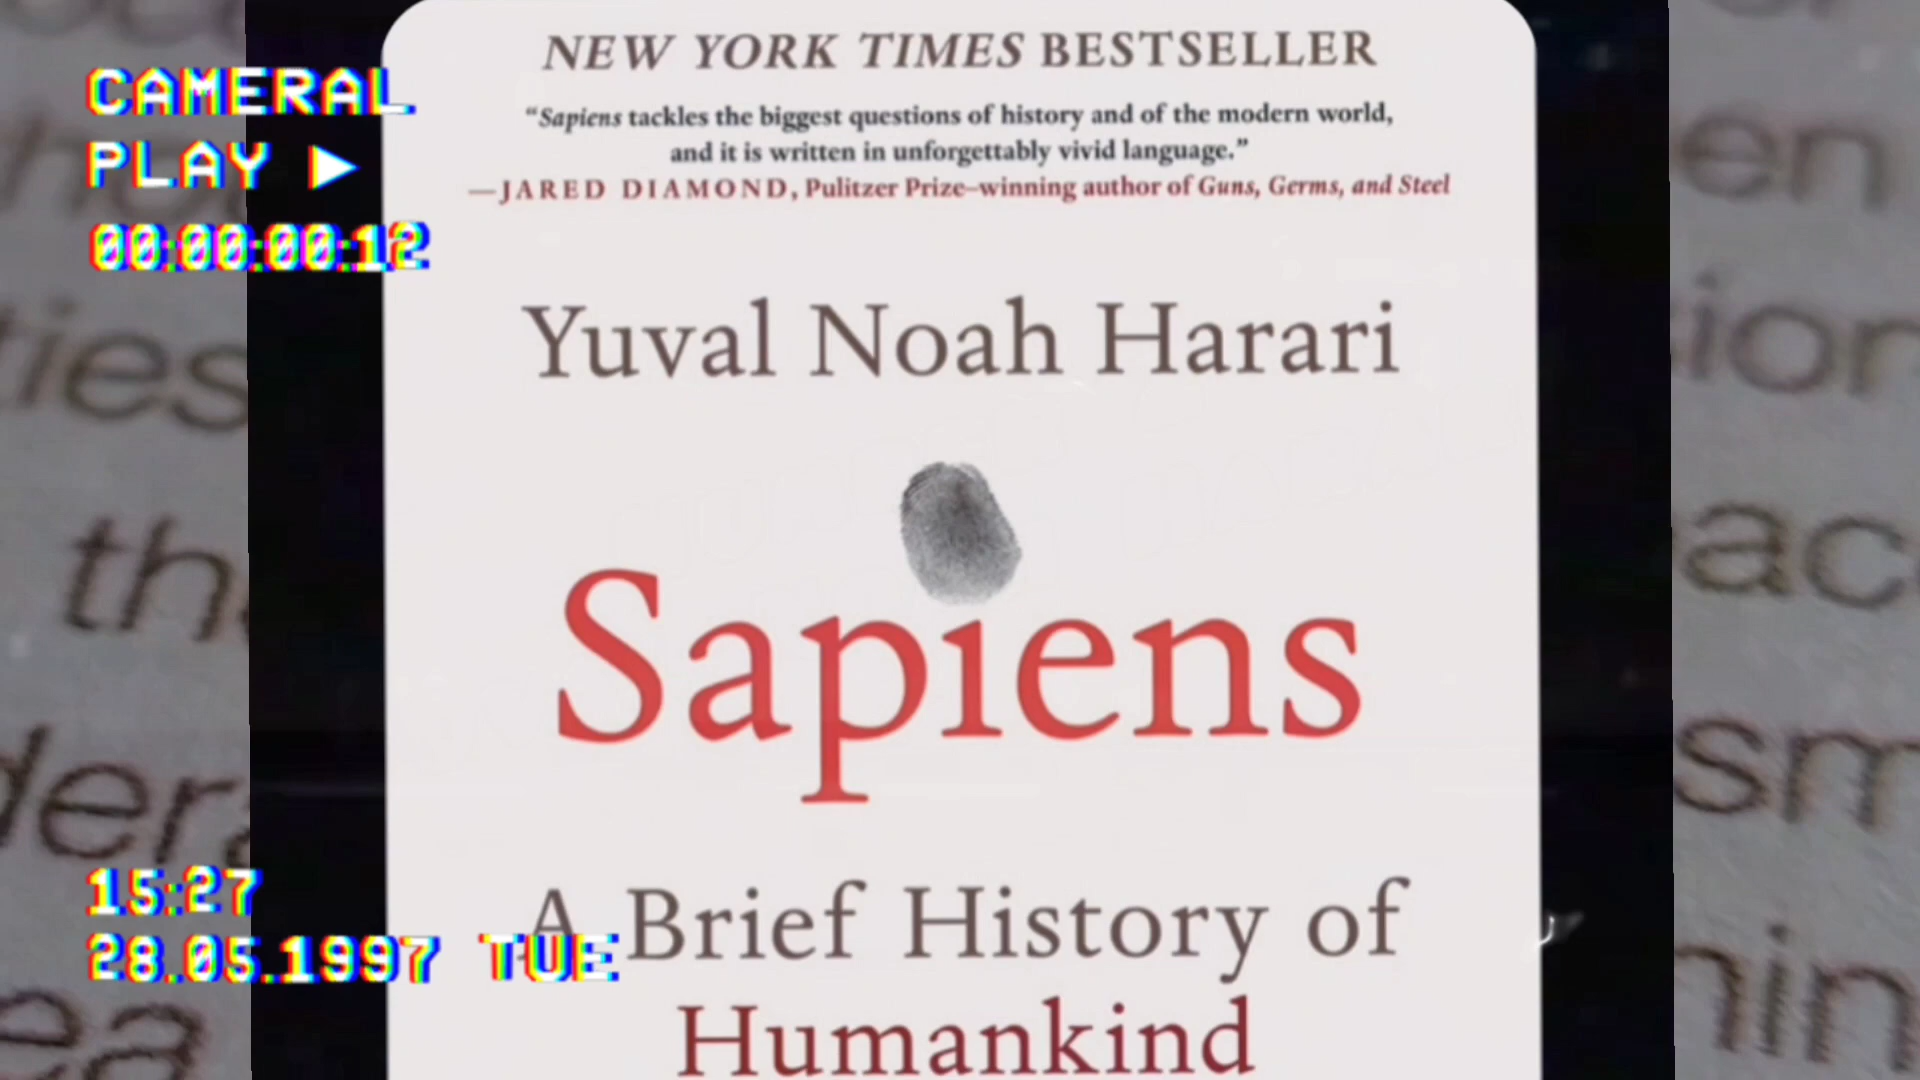 CAMERAL
PLAY ▶
00:00:00:12
NEW YORK TIMES BESTSELLER
“Sapiens tackles the biggest questions of history and of the modern world,
and it is written in unforgettably vivid language.”
—JARED DIAMOND, Pulitzer Prize–winning author of Guns, Germs, and Steel
Yuval Noah Harari
Sapiens
A Brief History of
Humankind
15:27
28.05.1997 TUE